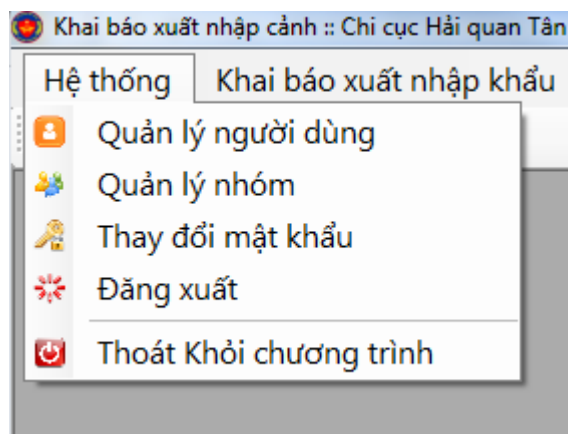 Khai báo xuất nhập cảnh :: Chi cục Hải quan Tân
Hệ thống Khai báo xuất nhập khẩu
Quản lý người dùng
Quản lý nhóm
Thay đổi mật khẩu
Đăng xuất
Thoát Khỏi chương trình